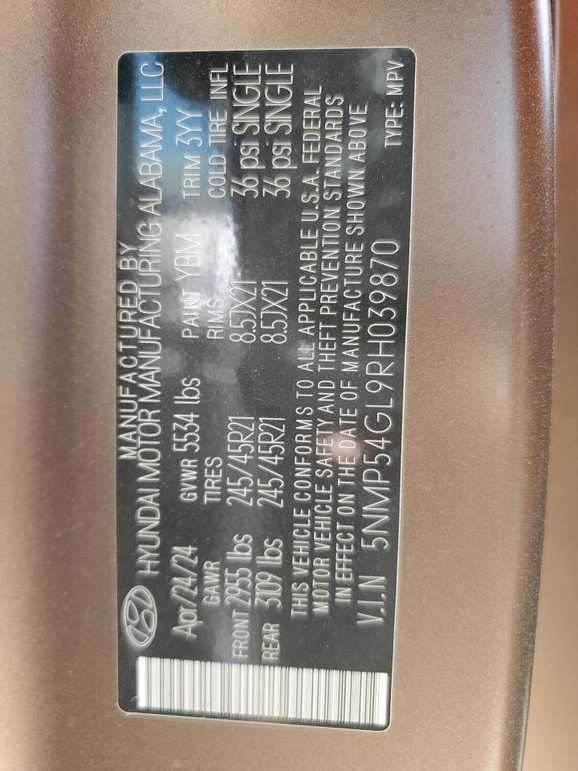 MANUFACTURED BY
HYUNDAI MOTOR MANUFACTURING ALABAMA, LLC
Apr/24/24 GVWR 5534 lbs PAINT YBM TRIM 3YY
GAWR TIRES RIMS COLD TIRE INFL
FRONT 2955 lbs 245/45R21 8.5JX21 36 psi SINGLE
REAR 3109 lbs 245/45R21 8.5JX21 36 psi SINGLE
THIS VEHICLE CONFORMS TO ALL APPLICABLE U.S.A. FEDERAL
MOTOR VEHICLE SAFETY AND THEFT PREVENTION STANDARDS
IN EFFECT ON THE DATE OF MANUFACTURE SHOWN ABOVE
V.I.N 5NMP54GL9RH039870 TYPE: MPV